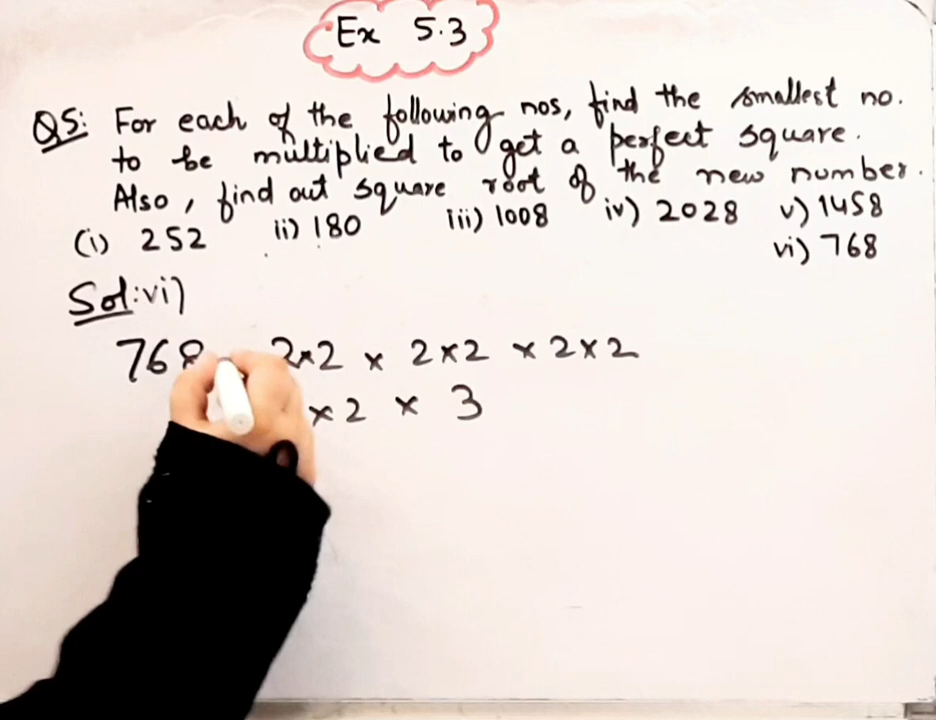 Ex 5.3
Q5: For each of the following nos, find the smallest no.
to be multiplied to get a perfect square.
Also, find out square root of the new number.
(i) 252 ii) 180 iii) 1008 iv) 2028 v) 1458
vi) 768
Sol:vi)
768 2×2 × 2×2 × 2×2
×2 × 3